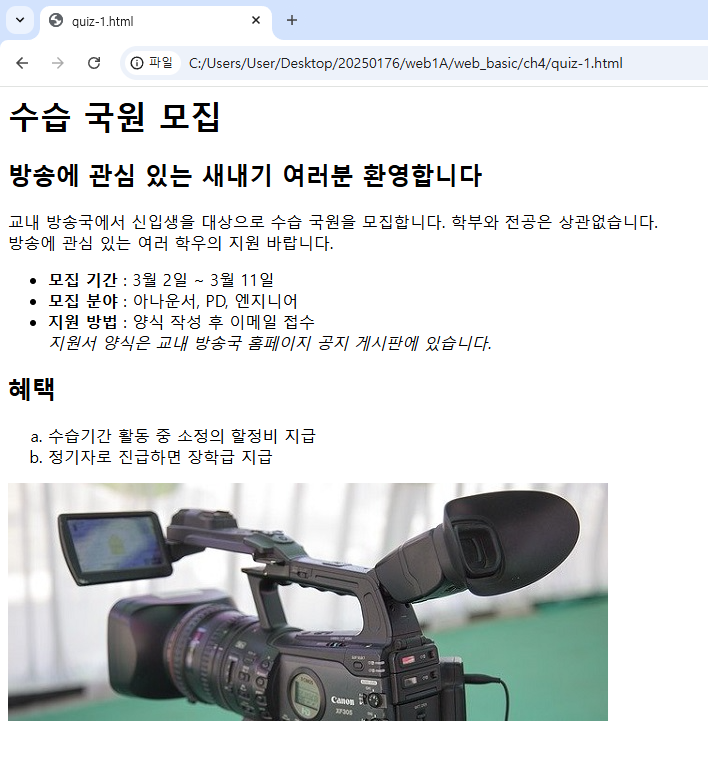 quiz-1.html
파일
C:/Users/User/Desktop/20250176/web1A/web_basic/ch4/quiz-1.html
수습 국원 모집
방송에 관심 있는 새내기 여러분 환영합니다
교내 방송국에서 신입생을 대상으로 수습 국원을 모집합니다. 학부와 전공은 상관없습니다.
방송에 관심 있는 여러 학우의 지원 바랍니다.
• 모집 기간 : 3월 2일 ~ 3월 11일
• 모집 분야 : 아나운서, PD, 엔지니어
• 지원 방법 : 양식 작성 후 이메일 접수
지원서 양식은 교내 방송국 홈페이지 공지 게시판에 있습니다.
혜택
a. 수습기간 활동 중 소정의 할정비 지급
b. 정기자로 진급하면 장학급 지급
Canon
XF305